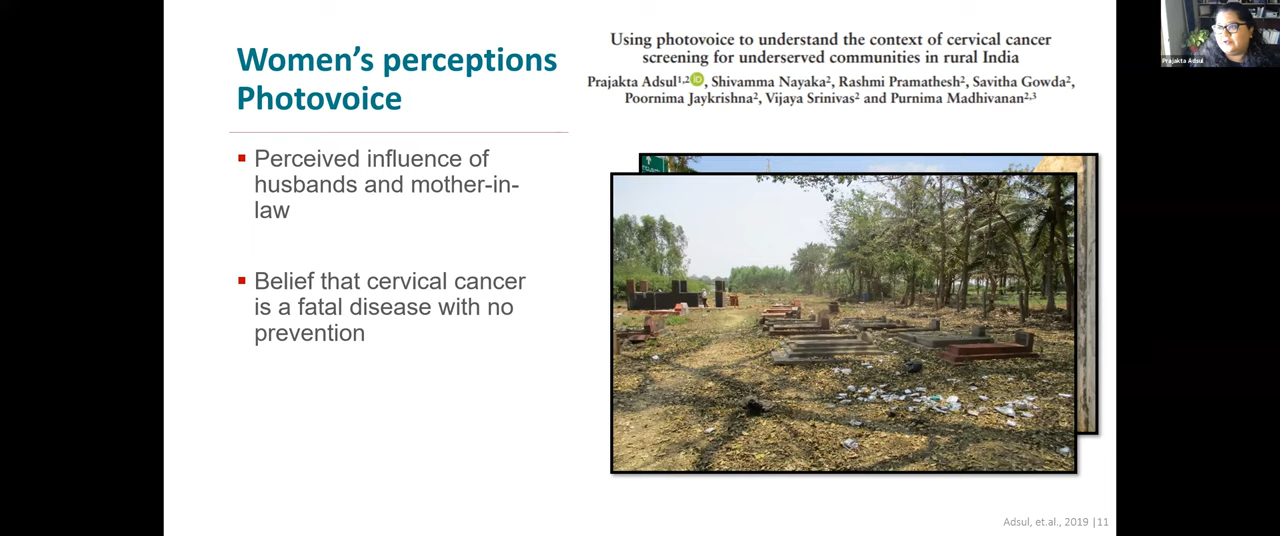 Women's perceptions
Photovoice
Perceived influence of
husbands and mother-in-
law
Belief that cervical cancer
is a fatal disease with no
prevention
Using photovoice to understand the context of cervical cancer
screening for underserved communities in rural India
Prajakta Adsul1,2 iD, Shivamma Nayaka2, Rashmi Pramathesh2, Savitha Gowda2,
Poornima Jaykrishna2, Vijaya Srinivas2 and Purnima Madhivanan2,3
Prajakta Adsul
Adsul, et.al., 2019 |11